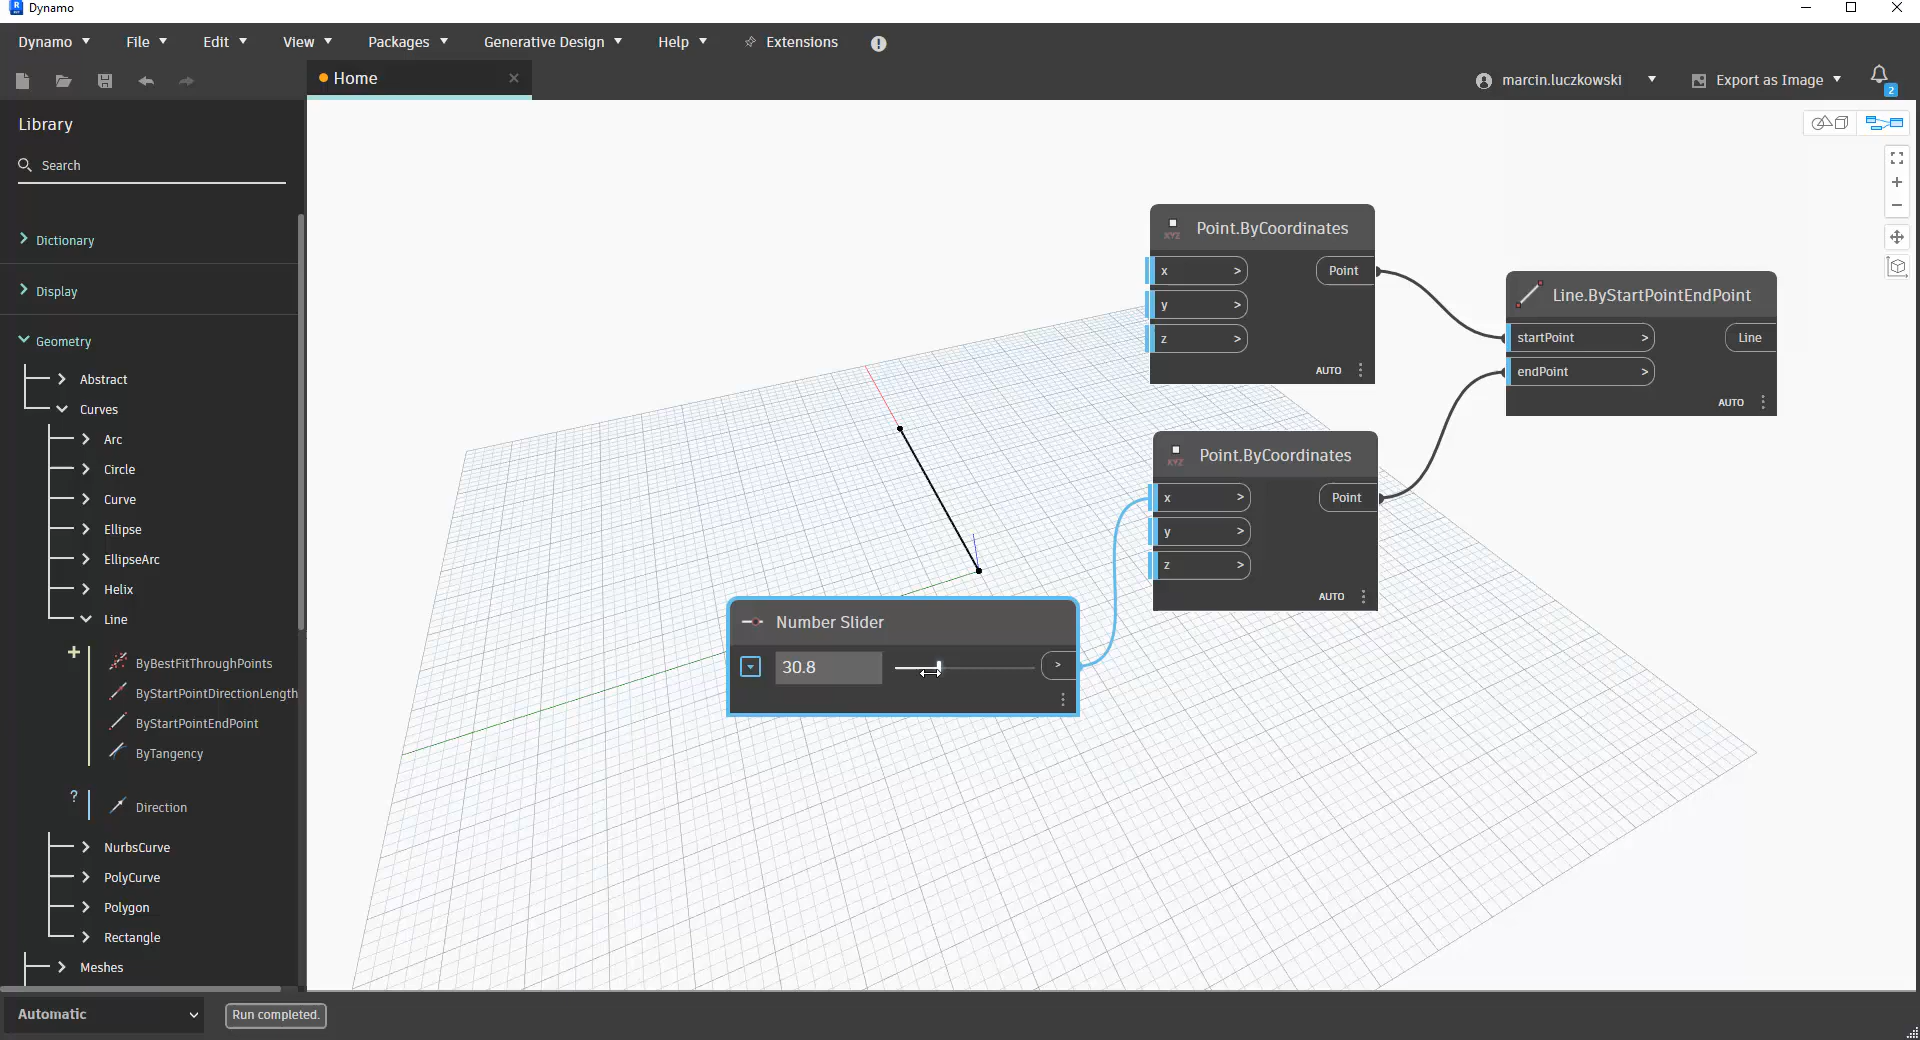 Dynamo
Dynamo File Edit View Packages Generative Design Help Extensions
Home
marcin.luczkowski Export as Image
2
Library
Search
Dictionary
Display
Geometry
Abstract
Curves
Arc
Circle
Curve
Ellipse
EllipseArc
Helix
Line
ByBestFitThroughPoints
ByStartPointDirectionLength
ByStartPointEndPoint
ByTangency
? Direction
NurbsCurve
PolyCurve
Polygon
Rectangle
Meshes
XYZ Point.ByCoordinates
x > Point
y >
z >
AUTO
Line.ByStartPointEndPoint
startPoint > Line
endPoint >
AUTO
XYZ Point.ByCoordinates
x > Point
y >
z >
AUTO
Number Slider
30.8 >
Automatic Run completed.